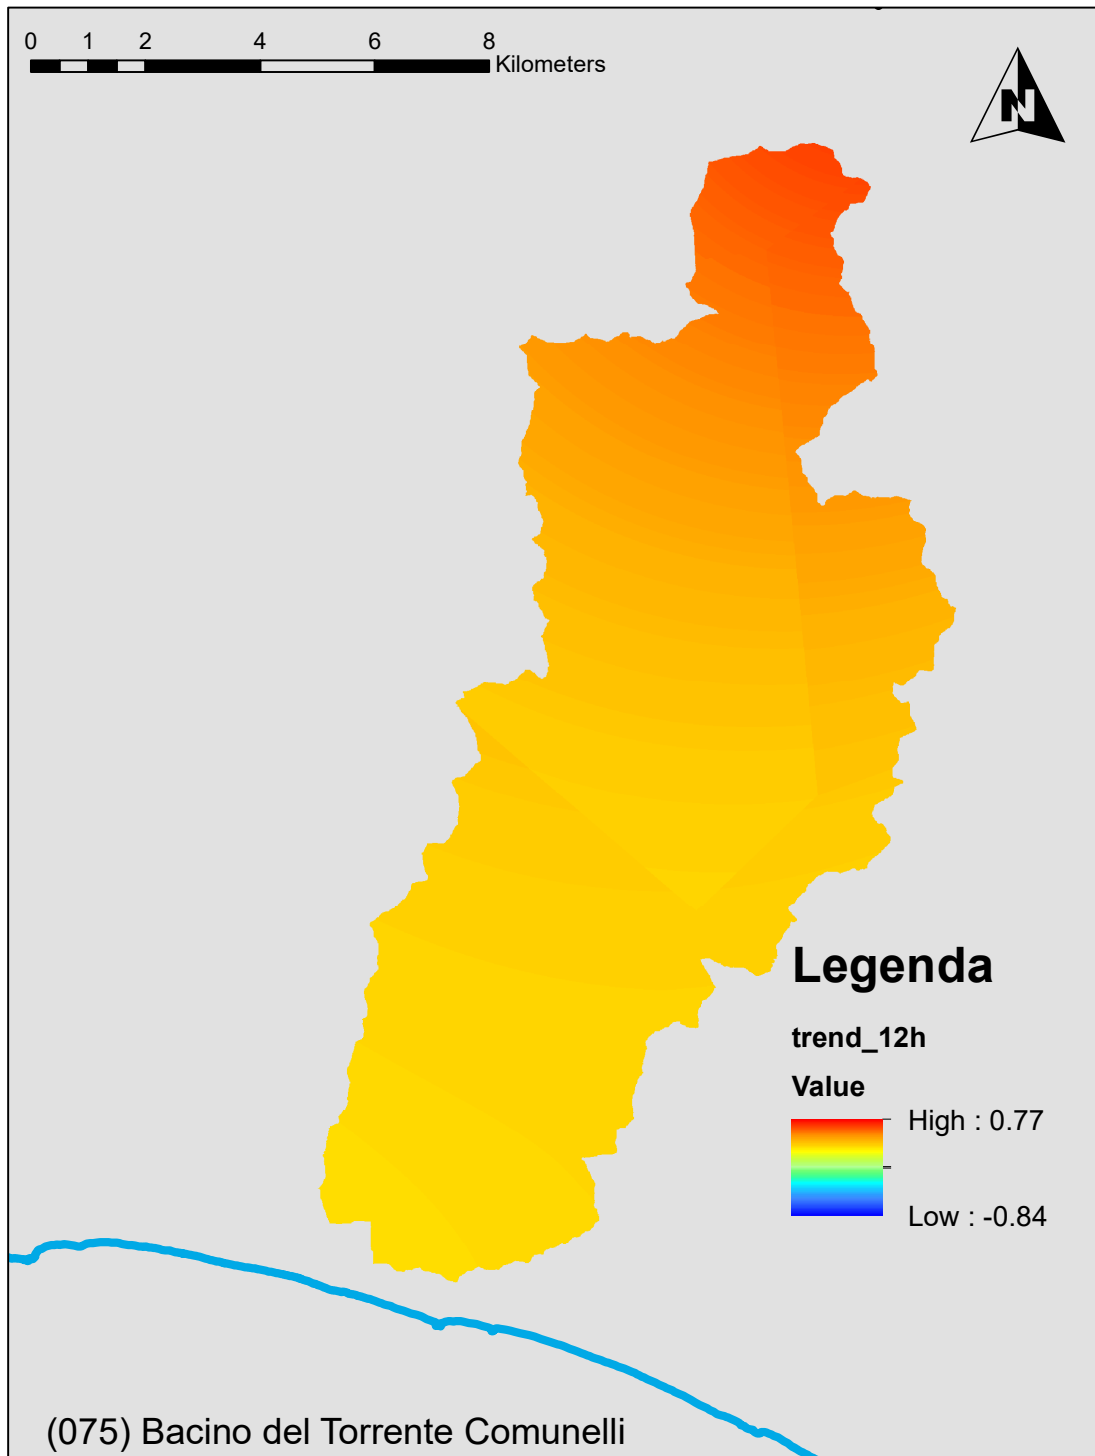 0 1 2 4 6 8
Kilometers
N
Legenda
trend_12h
Value
High : 0.77
Low : -0.84
(075) Bacino del Torrente Comunelli